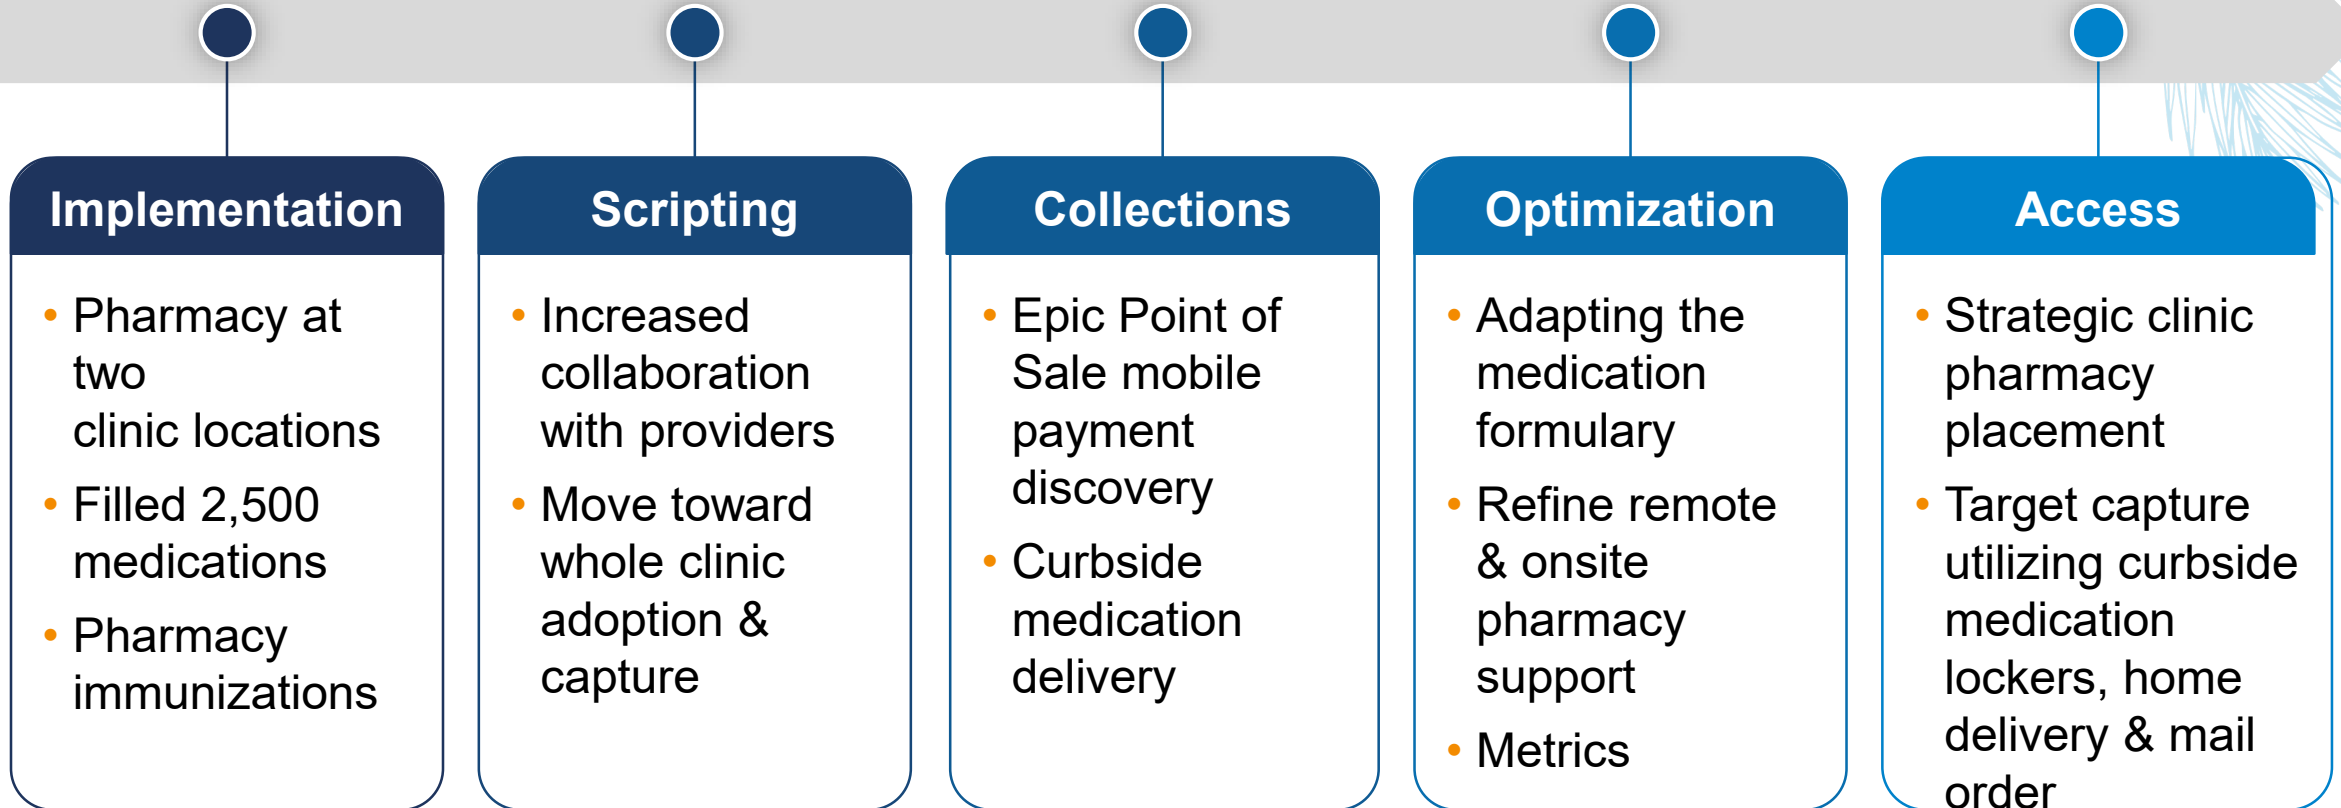 Implementation
• Pharmacy at
two
clinic locations
• Filled 2,500
medications
• Pharmacy
immunizations
Scripting
• Increased
collaboration
with providers
• Move toward
whole clinic
adoption &
capture
Collections
• Epic Point of
Sale mobile
payment
discovery
• Curbside
medication
delivery
Optimization
• Adapting the
medication
formulary
• Refine remote
& onsite
pharmacy
support
• Metrics
Access
• Strategic clinic
pharmacy
placement
• Target capture
utilizing curbside
medication
lockers, home
delivery & mail
order